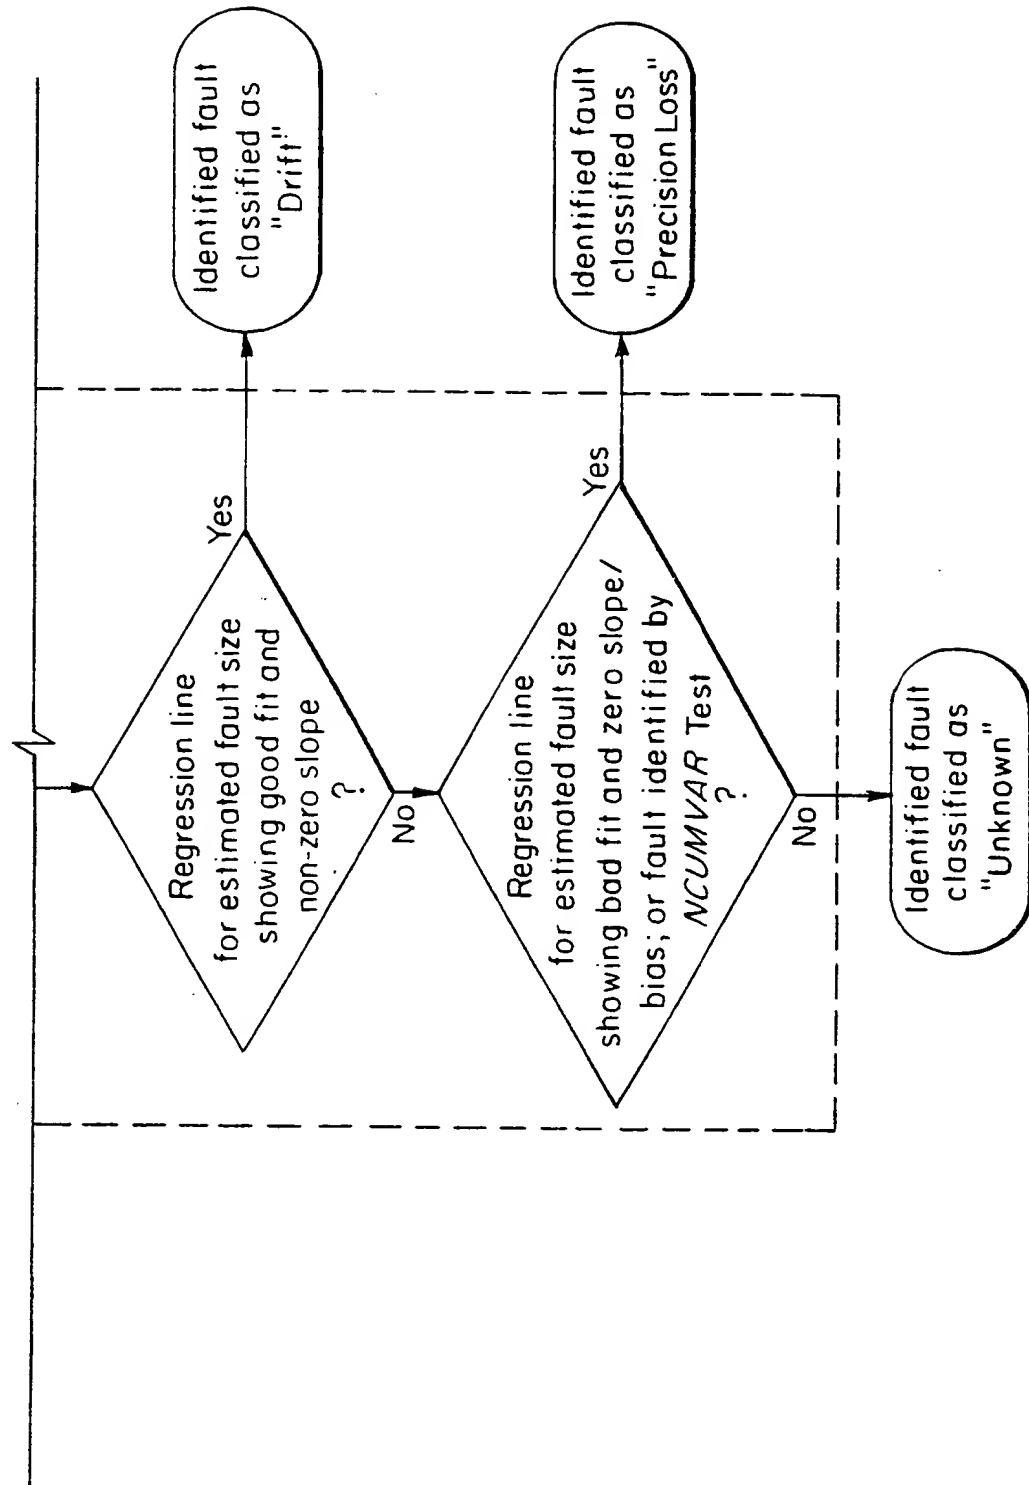 Regression line
for estimated fault size
showing good fit and
non-zero slope
?
Yes
Identified fault
classified as
"Drift"
No
Regression line
for estimated fault size
showing bad fit and zero slope/
bias; or fault identified by
NCUMVAR Test
?
Yes
Identified fault
classified as
"Precision Loss"
No
Identified fault
classified as
"Unknown"